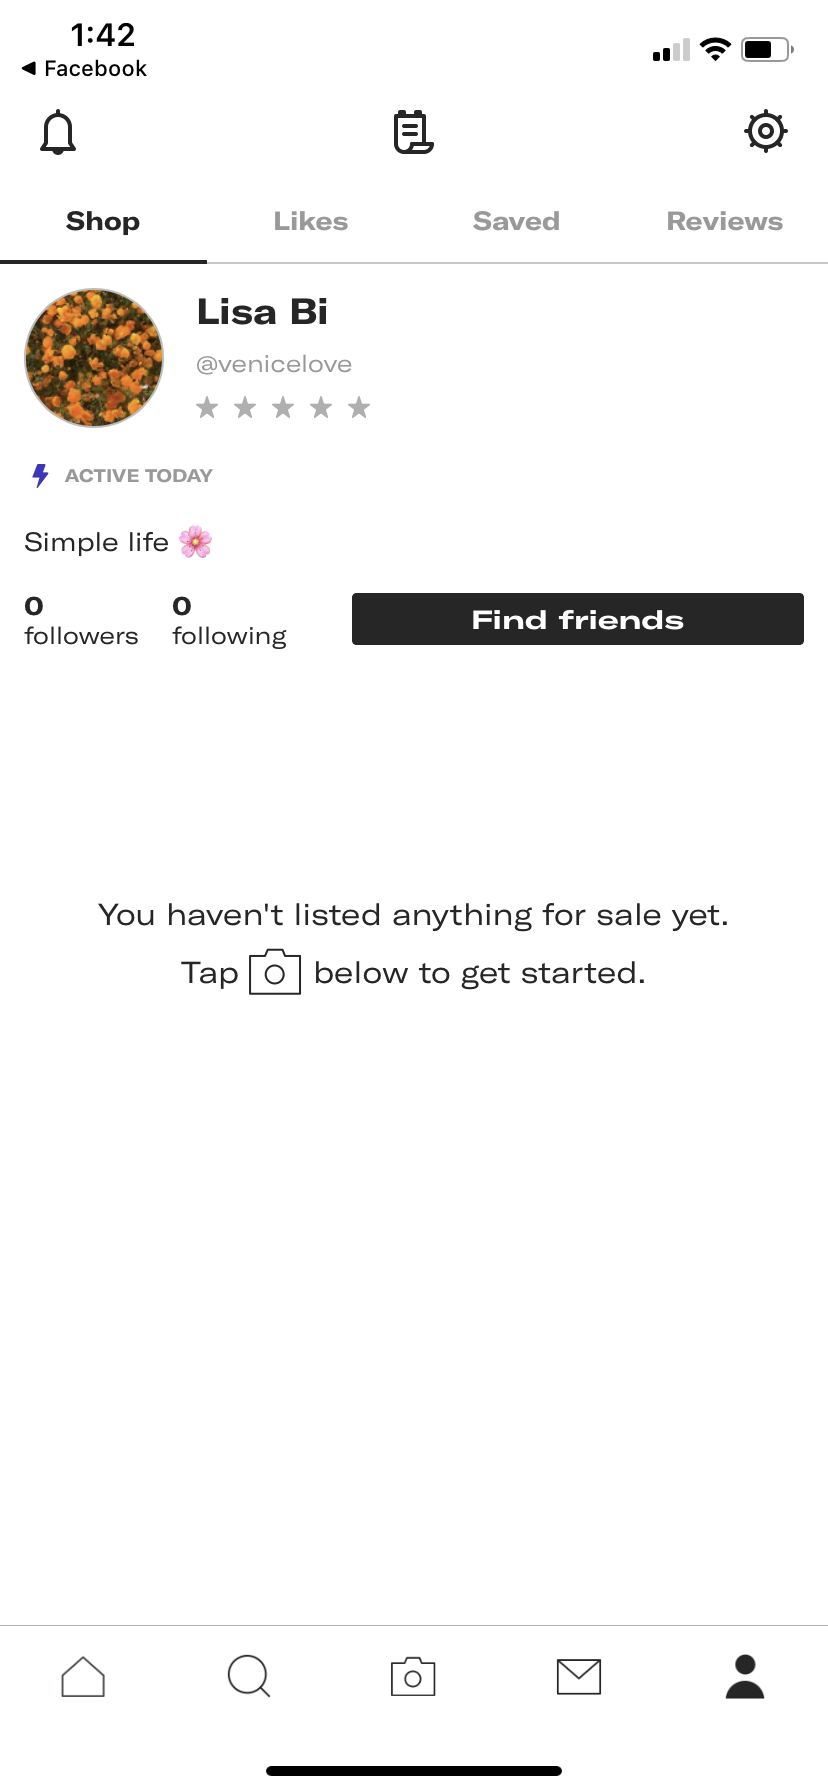 1:42
◀ Facebook
Shop Likes Saved Reviews
Lisa Bi
@venicelove
ACTIVE TODAY
Simple life 🌸
0 0
followers following
Find friends
You haven't listed anything for sale yet.
Tap below to get started.